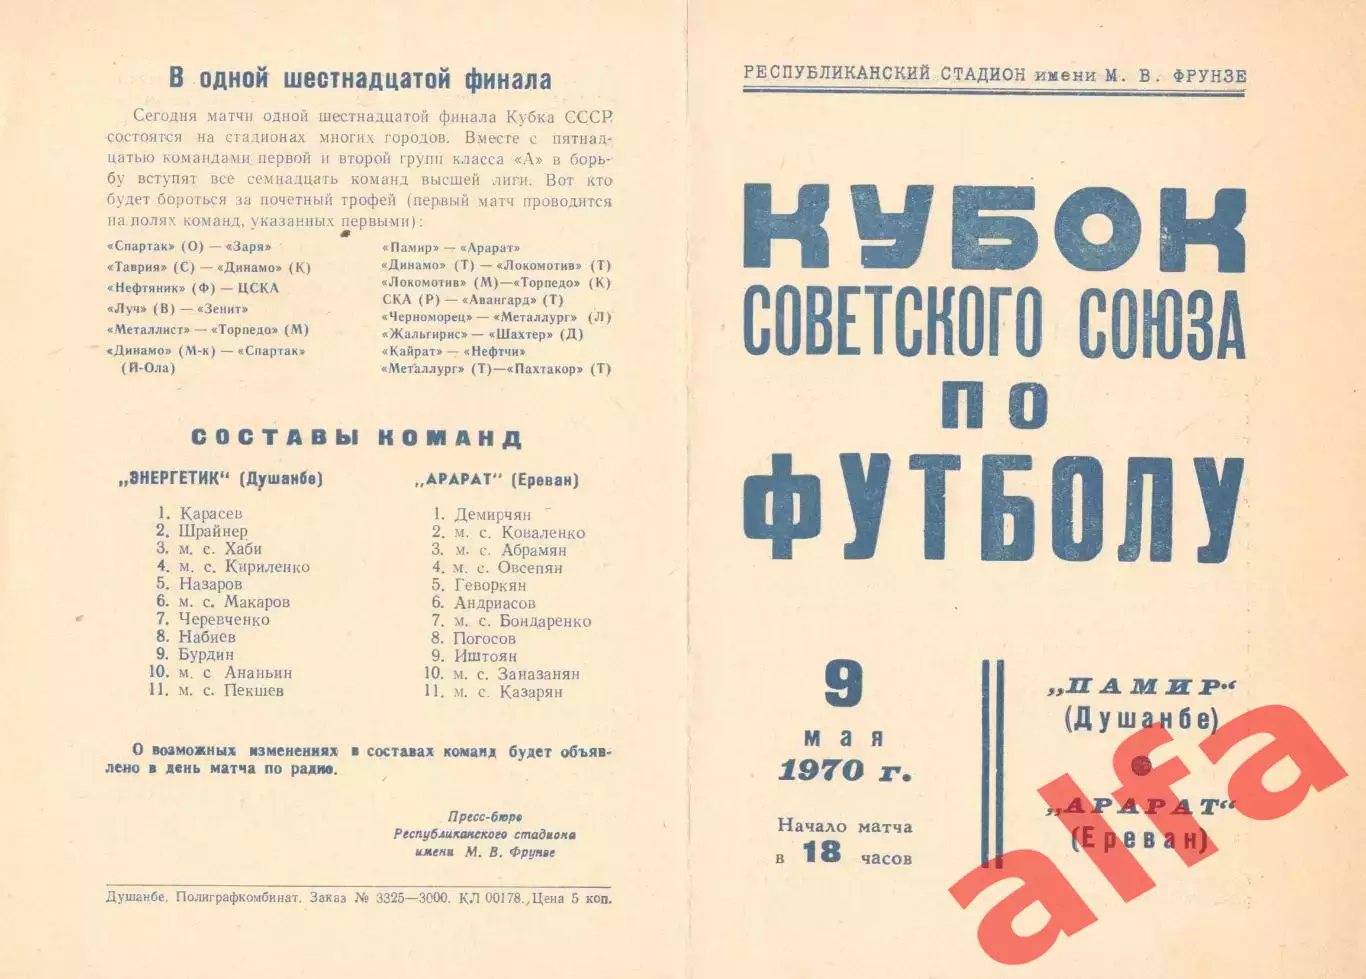 В одной шестнадцатой финала
Сегодня матчи одной шестнадцатой финала Кубка СССР
состоятся на стадионах многих городов. Вместе с пятнад-
цатью командами первой и второй групп класса «А» в борь-
бу вступят все семнадцать команд высшей лиги. Вот кто
будет бороться за почетный трофей (первый матч проводится
на полях команд, указанных первыми):
«Спартак» (О) — «Заря»
«Таврия» (С) — «Динамо» (К)
«Нефтяник» (Ф) — ЦСКА
«Луч» (В) — «Зенит»
«Металлист» — «Торпедо» (М)
«Динамо» (М-к) — «Спартак»
(Й-Ола)
«Памир» — «Арарат»
«Динамо» (Т) — «Локомотив» (Т)
«Локомотив» (М)—«Торпедо» (К)
СКА (Р) — «Авангард» (Т)
«Черноморец» — «Металлург» (Л)
«Жальгирис» — «Шахтер» (Д)
«Кайрат» — «Нефтчи»
«Металлург» (Т)—«Пахтакор» (Т)
СОСТАВЫ КОМАНД
„ЭНЕРГЕТИК“ (Душанбе)
1. Карасев
2. Шрайнер
3. м. с. Хаби
4. м. с. Кириленко
5. Назаров
6. м. с. Макаров
7. Черевченко
8. Набиев
9. Бурдин
10. м. с Ананьин
11. м. с. Пекшев
„АРАРАТ“ (Ереван)
1. Демирчян
2. м. с. Коваленко
3. м. с. Абрамян
4. м. с. Овсепян
5. Геворкян
6. Андриасов
7. м. с. Бондаренко
8. Погосов
9. Иштоян
10. м. с. Заназанян
11. м. с. Казарян
О возможных изменениях в составах команд будет объяв-
лено в день матча по радио.
Пресс-бюро
Республиканского стадиона
имени М. В. Фрунзе
Душанбе, Полиграфкомбинат. Заказ № 3325—3000. КЛ 00178., Цена 5 коп.
РЕСПУБЛИКАНСКИЙ СТАДИОН имени М. В. ФРУНЗЕ
КУБОК
СОВЕТСКОГО СОЮЗА
ПО
ФУТБОЛУ
9
мая
1970 г.
Начало матча
в 18 часов
„ПАМИР“
(Душанбе)
„АРАРАТ“
(Ереван)
alfa